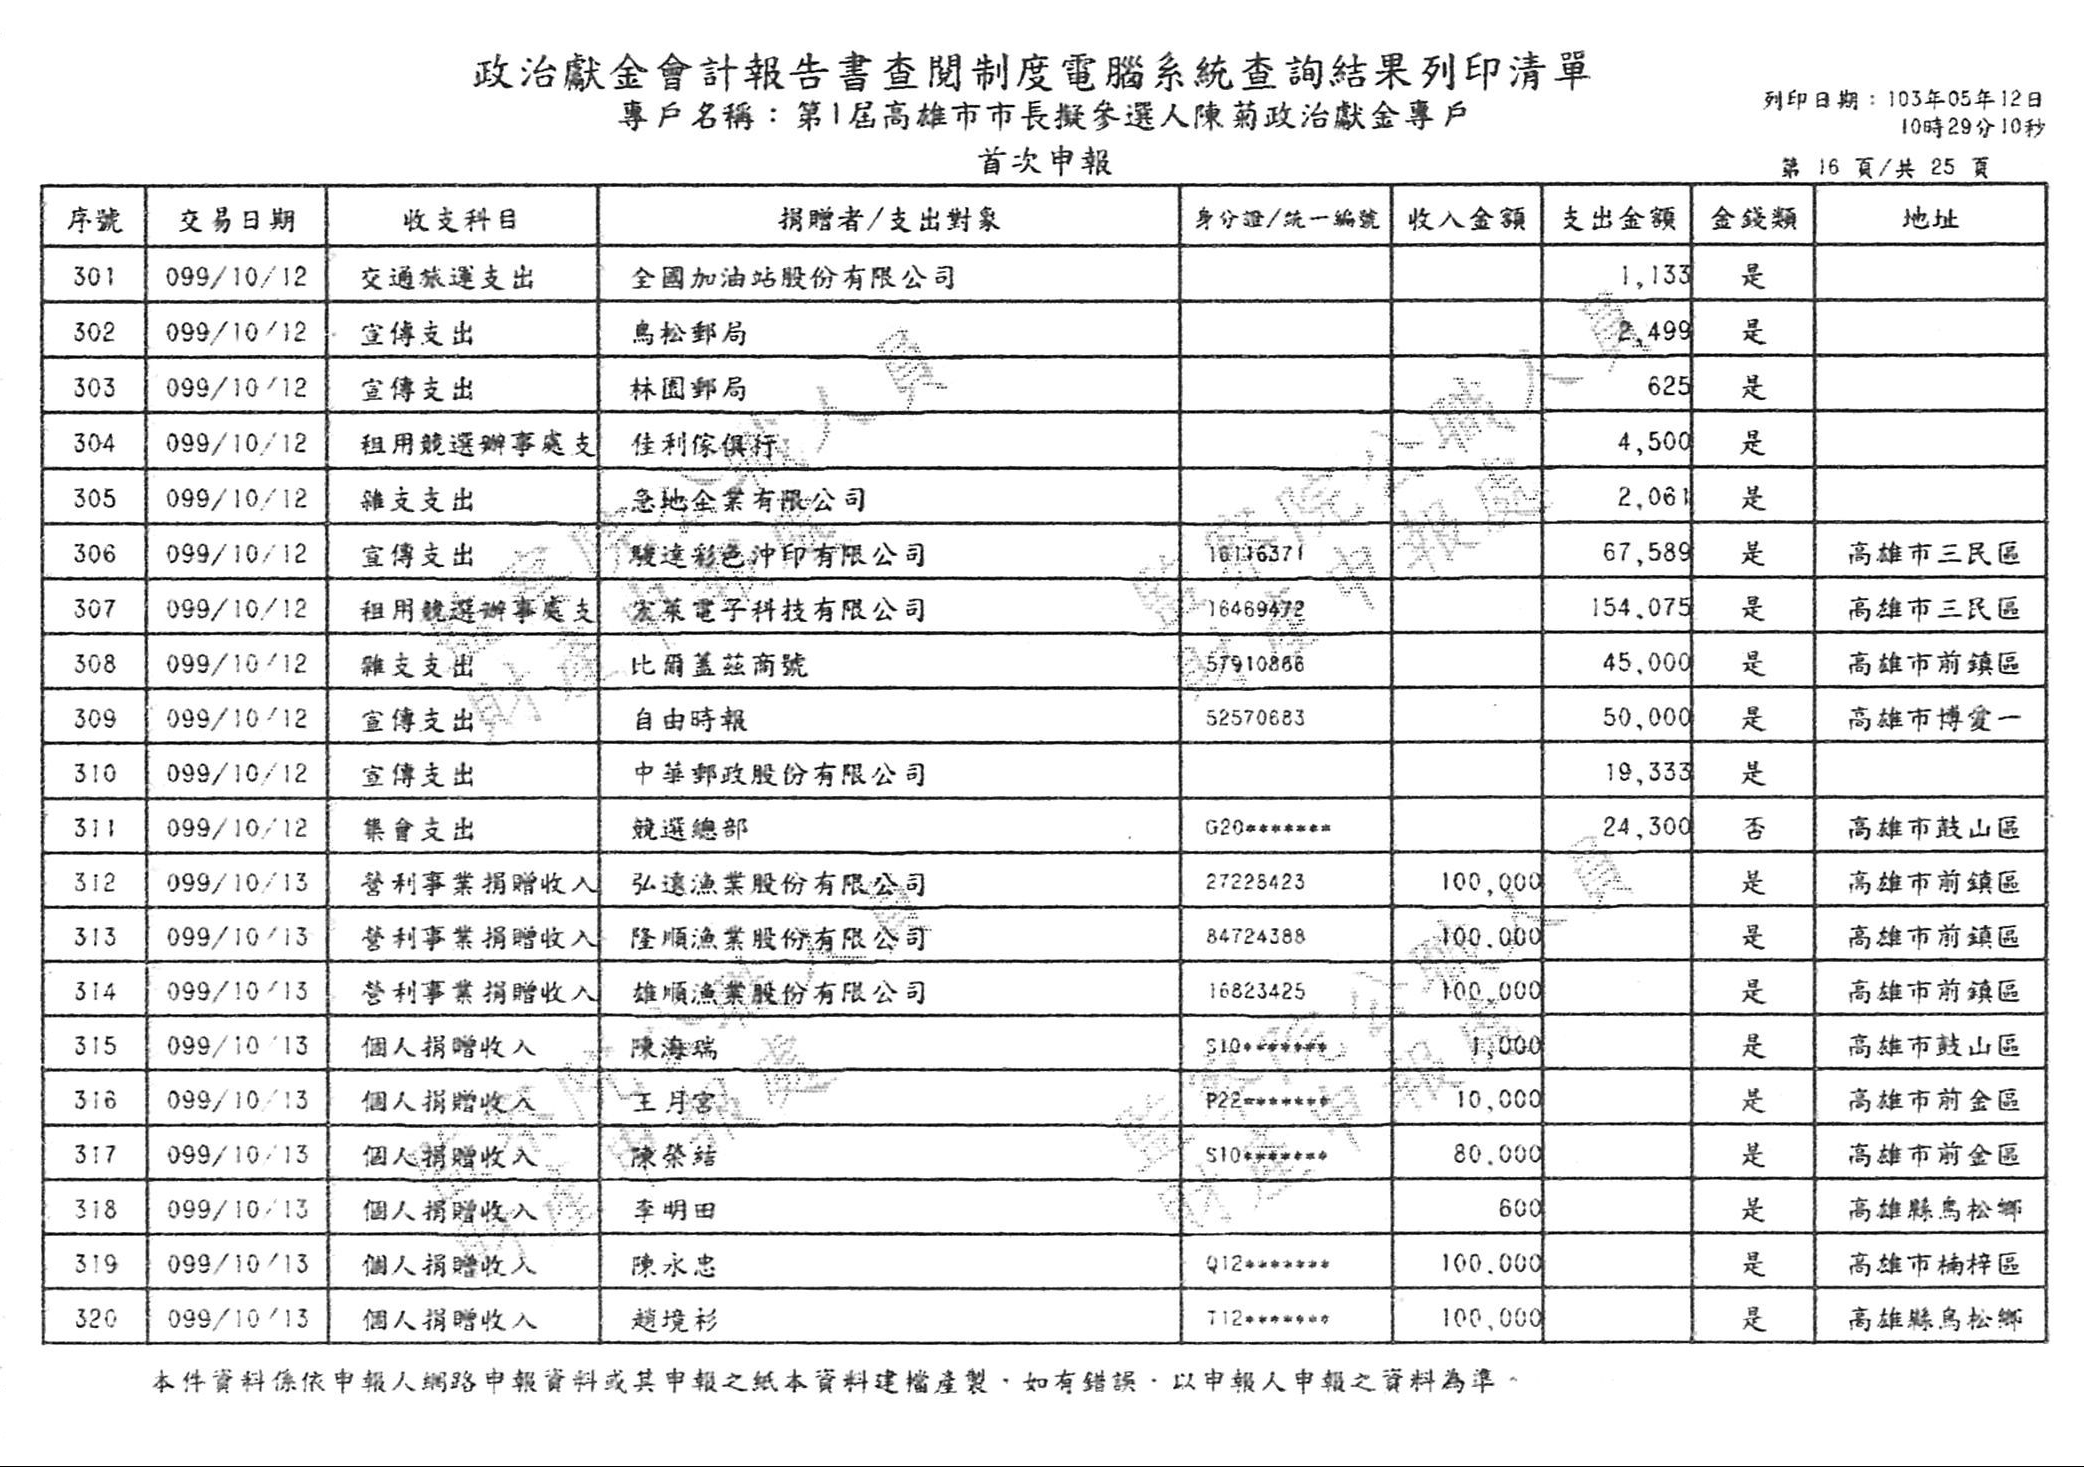 政治獻金會計報告書查閱制度電腦系統查詢結果列印清單
專戶名稱：第1屆高雄市市長擬參選人陳菊政治獻金專戶
列印日期：103年05年12日
10時29分10秒
首次申報
第 16 頁/共 25 頁
序號 交易日期 收支科目 捐贈者/支出對象 身分證/統一編號 收入金額 支出金額 金錢類 地址
301 099/10/12 交通旅運支出 全國加油站股份有限公司 1,133 是
302 099/10/12 宣傳支出 鳥松郵局 2,499 是
303 099/10/12 宣傳支出 林園郵局 625 是
304 099/10/12 租用競選辦事處支 佳利傢俱行 4,500 是
305 099/10/12 雜支支出 急地企業有限公司 2,061 是
306 099/10/12 宣傳支出 駿達彩色沖印有限公司 16116371 67,589 是 高雄市三民區
307 099/10/12 租用競選辦事處支 宏萊電子科技有限公司 16469472 154,075 是 高雄市三民區
308 099/10/12 雜支支出 比爾蓋茲商號 57910866 45,000 是 高雄市前鎮區
309 099/10/12 宣傳支出 自由時報 52570683 50,000 是 高雄市博愛一
310 099/10/12 宣傳支出 中華郵政股份有限公司 19,333 是
311 099/10/12 集會支出 競選總部 G20******* 24,300 否 高雄市鼓山區
312 099/10/13 營利事業捐贈收入 弘遠漁業股份有限公司 27228423 100,000 是 高雄市前鎮區
313 099/10/13 營利事業捐贈收入 隆順漁業股份有限公司 84724388 100,000 是 高雄市前鎮區
314 099/10/13 營利事業捐贈收入 雄順漁業股份有限公司 16823425 100,000 是 高雄市前鎮區
315 099/10/13 個人捐贈收入 陳海瑞 S10******* 1,000 是 高雄市鼓山區
316 099/10/13 個人捐贈收入 王月宮 P22******* 10,000 是 高雄市前金區
317 099/10/13 個人捐贈收入 陳榮結 S10******* 80,000 是 高雄市前金區
318 099/10/13 個人捐贈收入 李明田 600 是 高雄縣鳥松鄉
319 099/10/13 個人捐贈收入 陳永忠 Q12******* 100,000 是 高雄市楠梓區
320 099/10/13 個人捐贈收入 趙境衫 T12******* 100,000 是 高雄縣鳥松鄉
本件資料係依申報人網路申報資料或其申報之紙本資料建檔產製，如有錯誤，以申報人申報之資料為準。